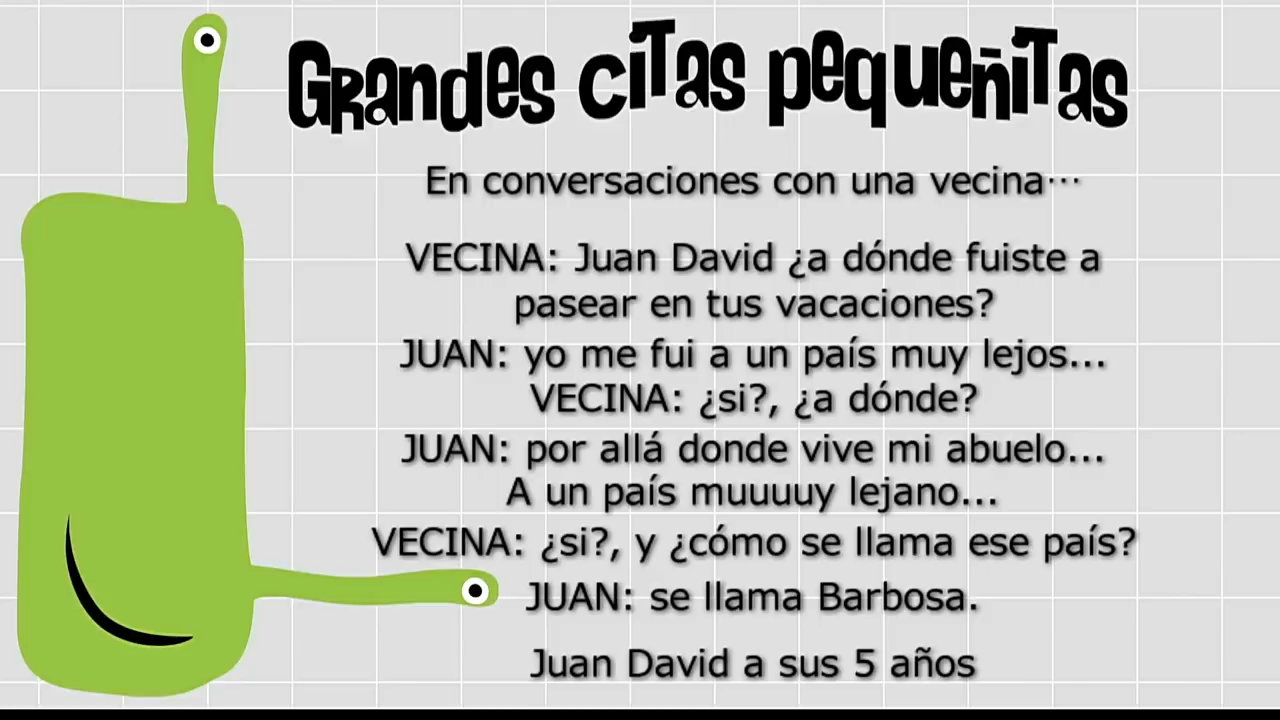 Grandes citas pequeñitas
En conversaciones con una vecina...
VECINA: Juan David ¿a dónde fuiste a
pasear en tus vacaciones?
JUAN: yo me fui a un país muy lejos...
VECINA: ¿si?, ¿a dónde?
JUAN: por allá donde vive mi abuelo...
A un país muuuuy lejano...
VECINA: ¿si?, y ¿cómo se llama ese país?
JUAN: se llama Barbosa.
Juan David a sus 5 años